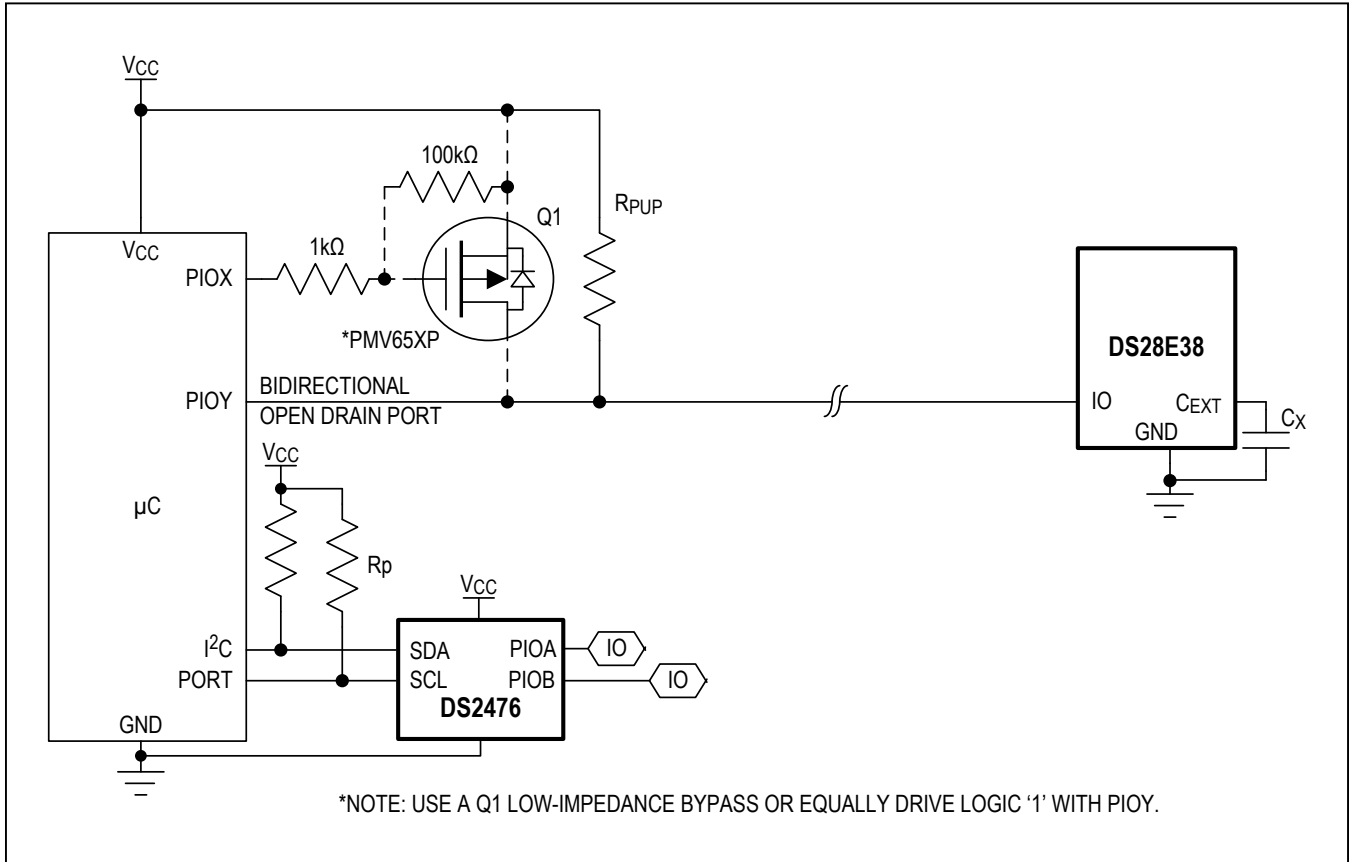 VCC
100kΩ
Q1
RPUP
VCC
1kΩ
PIOX
*PMV65XP
DS28E38
PIOY
BIDIRECTIONAL
OPEN DRAIN PORT
IO
CEXT
CX
GND
VCC
µC
Rp
VCC
I²C
SDA
PIOA
IO
PORT
SCL
PIOB
IO
DS2476
GND
*NOTE: USE A Q1 LOW-IMPEDANCE BYPASS OR EQUALLY DRIVE LOGIC ‘1’ WITH PIOY.